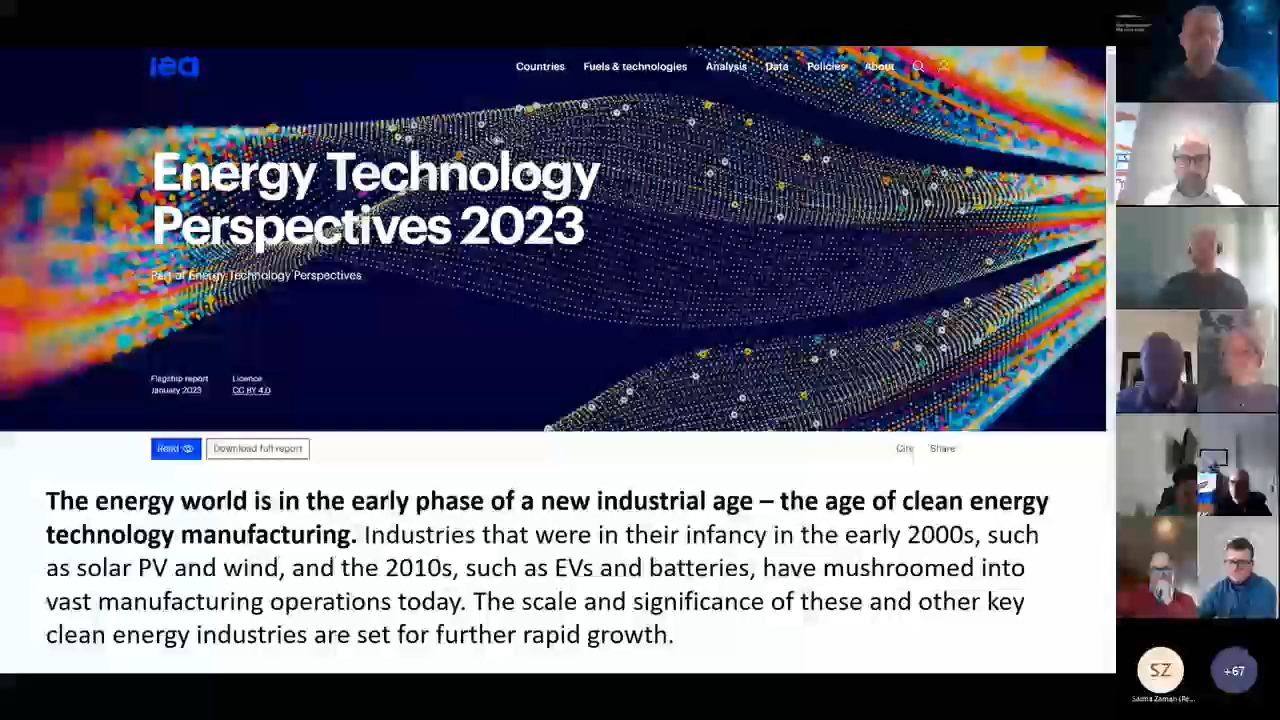 iea
Countries Fuels & technologies Analysis Data Policies About
Energy Technology
Perspectives 2023
Part of Energy Technology Perspectives
Flagship report Licence
January 2023 CC BY 4.0
Read Download full report Cite Share
The energy world is in the early phase of a new industrial age – the age of clean energy
technology manufacturing. Industries that were in their infancy in the early 2000s, such
as solar PV and wind, and the 2010s, such as EVs and batteries, have mushroomed into
vast manufacturing operations today. The scale and significance of these and other key
clean energy industries are set for further rapid growth.
SZ +67